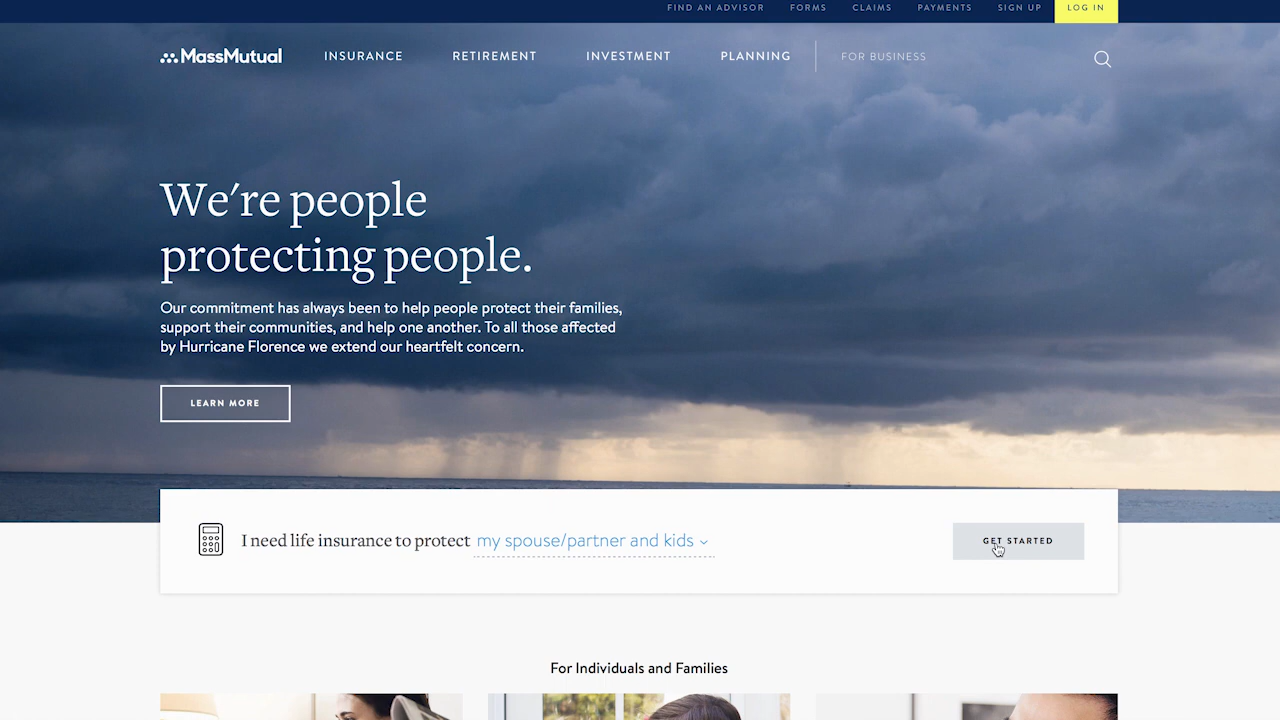 FIND AN ADVISOR FORMS CLAIMS PAYMENTS SIGN UP LOG IN
MassMutual INSURANCE RETIREMENT INVESTMENT PLANNING FOR BUSINESS
We're people
protecting people.
Our commitment has always been to help people protect their families,
support their communities, and help one another. To all those affected
by Hurricane Florence we extend our heartfelt concern.
LEARN MORE
I need life insurance to protect my spouse/partner and kids
GET STARTED
For Individuals and Families